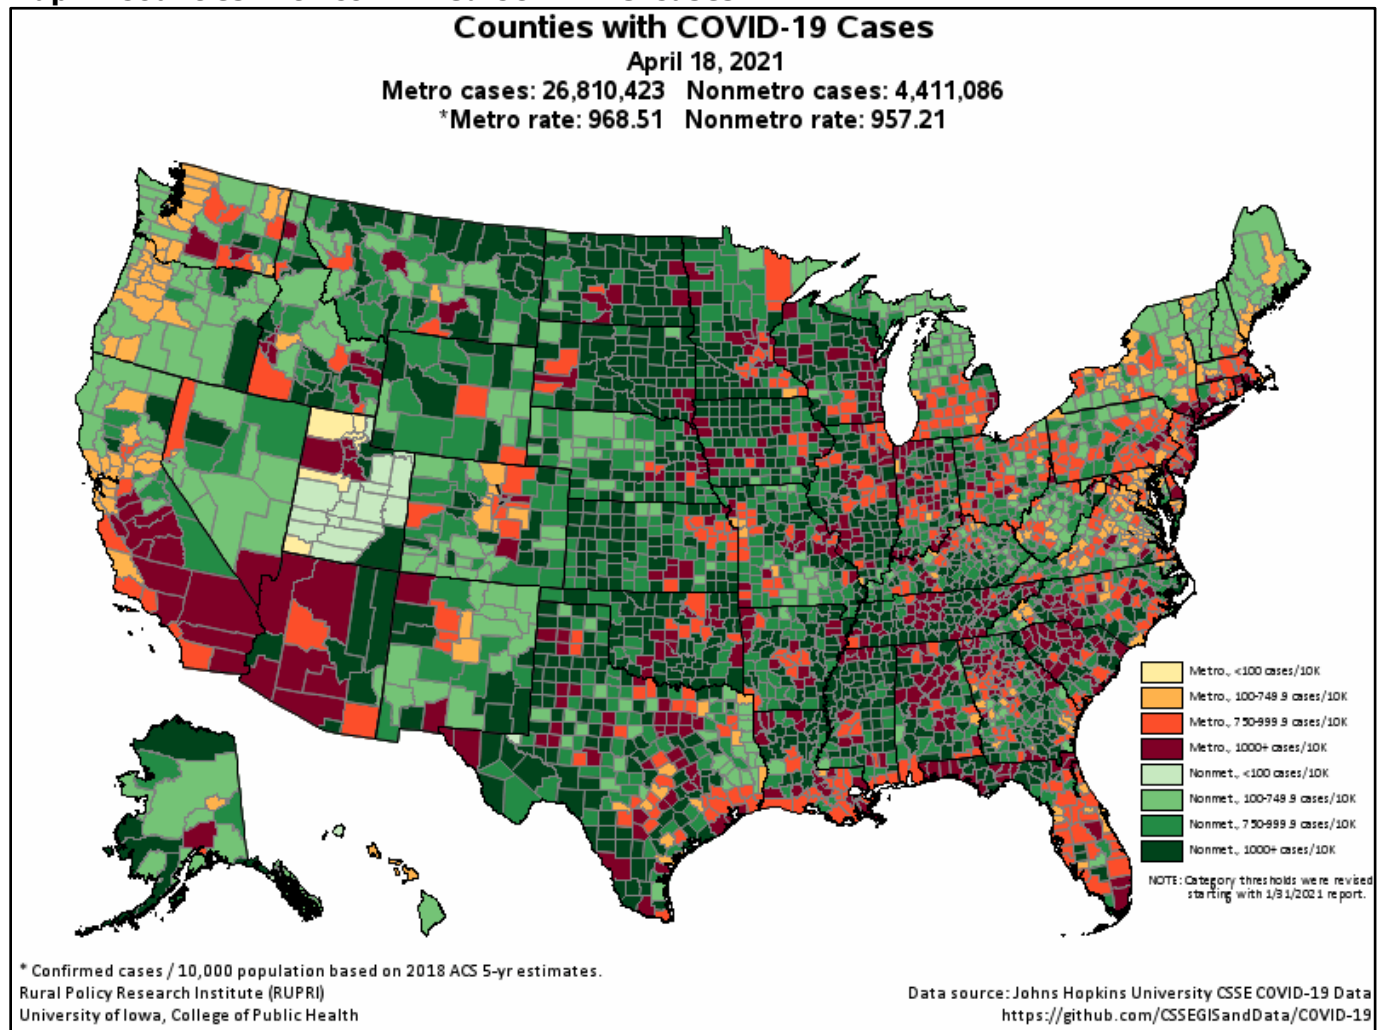 Counties with COVID-19 Cases
April 18, 2021
Metro cases: 26,810,423 Nonmetro cases: 4,411,086
*Metro rate: 968.51 Nonmetro rate: 957.21
Metro., <100 cases/10K
Metro., 100-749.9 cases/10K
Metro., 750-999.9 cases/10K
Metro., 1000+ cases/10K
Nonmet., <100 cases/10K
Nonmet., 100-749.9 cases/10K
Nonmet., 750-999.9 cases/10K
Nonmet., 1000+ cases/10K
NOTE: Category thresholds were revised
starting with 1/31/2021 report.
* Confirmed cases / 10,000 population based on 2018 ACS 5-yr estimates.
Rural Policy Research Institute (RUPRI)
University of Iowa, College of Public Health
Data source: Johns Hopkins University CSSE COVID-19 Data
https://github.com/CSSEGISandData/COVID-19